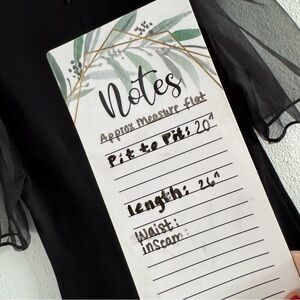 Notes
Approx measure flat
Pit to Pit: 20"
length: 26"
Waist:
inseam: